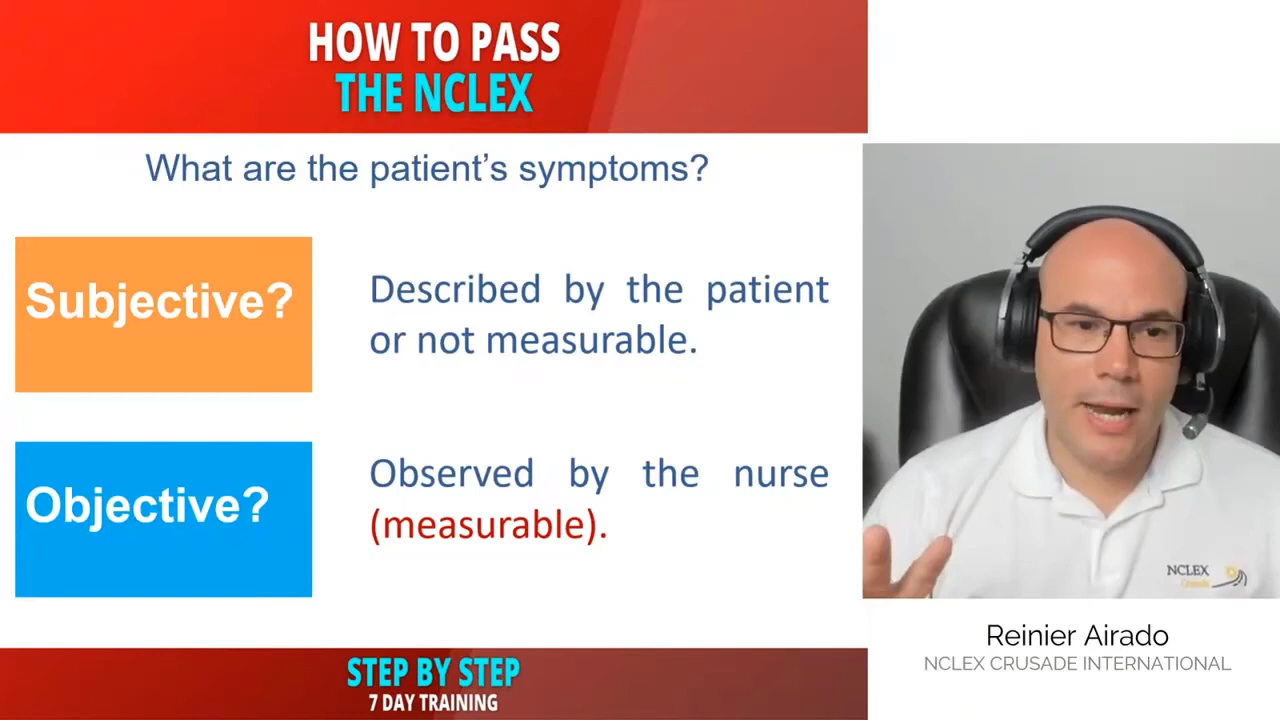 HOW TO PASS
THE NCLEX
What are the patient's symptoms?
Subjective?
Described by the patient
or not measurable.
Objective?
Observed by the nurse
(measurable).
NCLEX
Crusade
Reinier Airado
NCLEX CRUSADE INTERNATIONAL
STEP BY STEP
7 DAY TRAINING